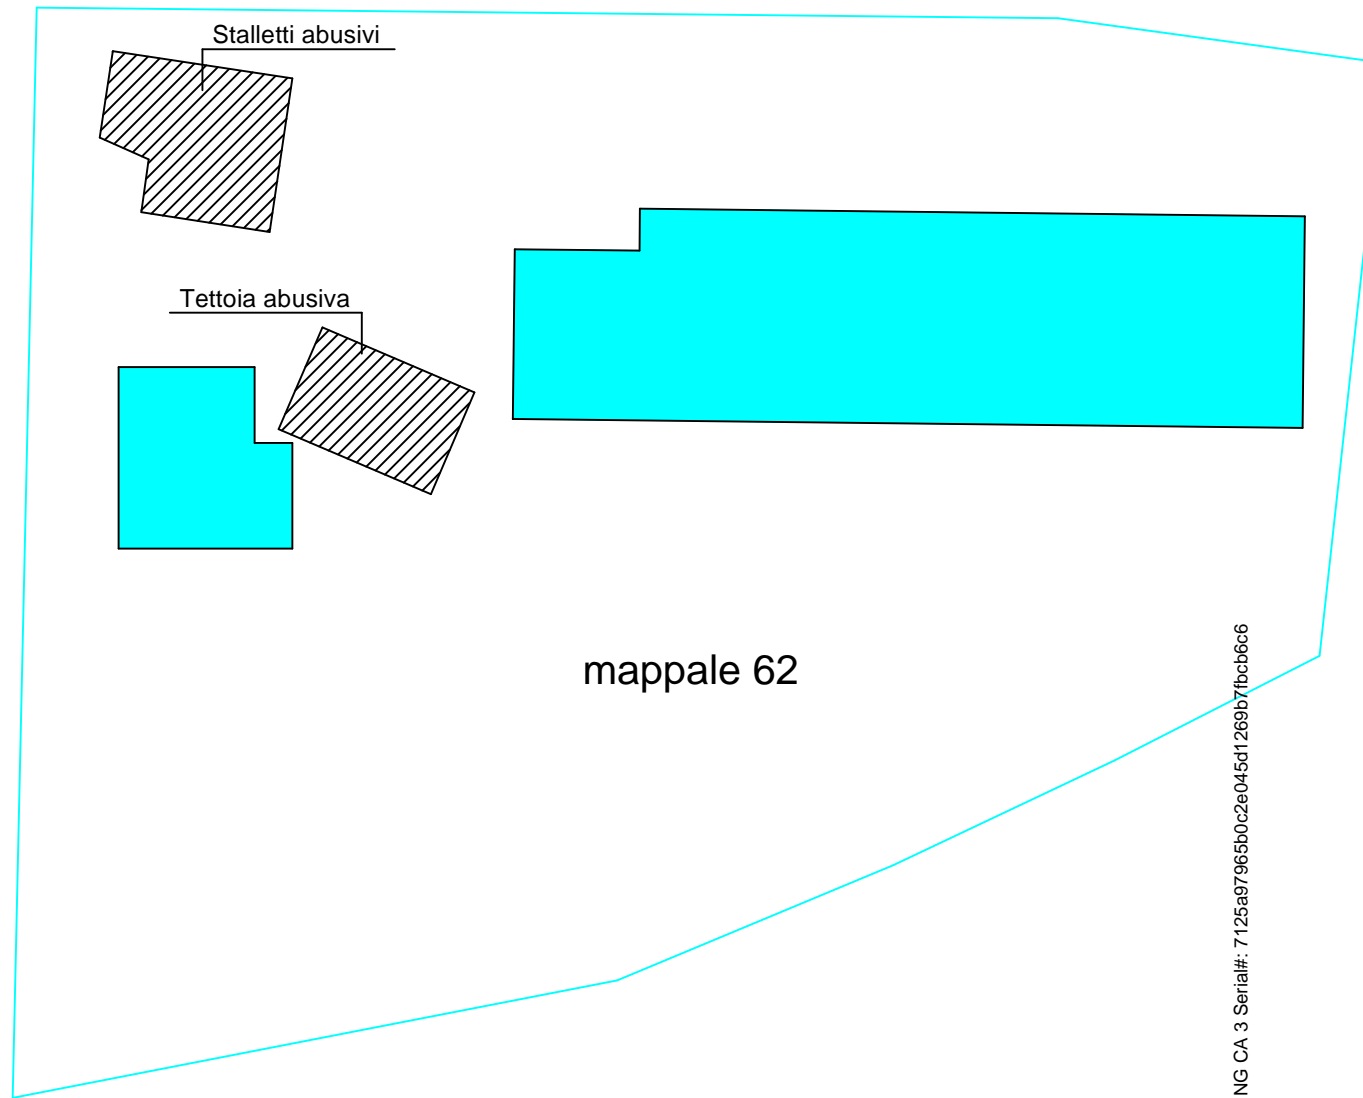 Stalletti abusivi
Tettoia abusiva
mappale 62
NG CA 3 Serial#: 7125a97965b0c2e045d1269b7fbcb6c6